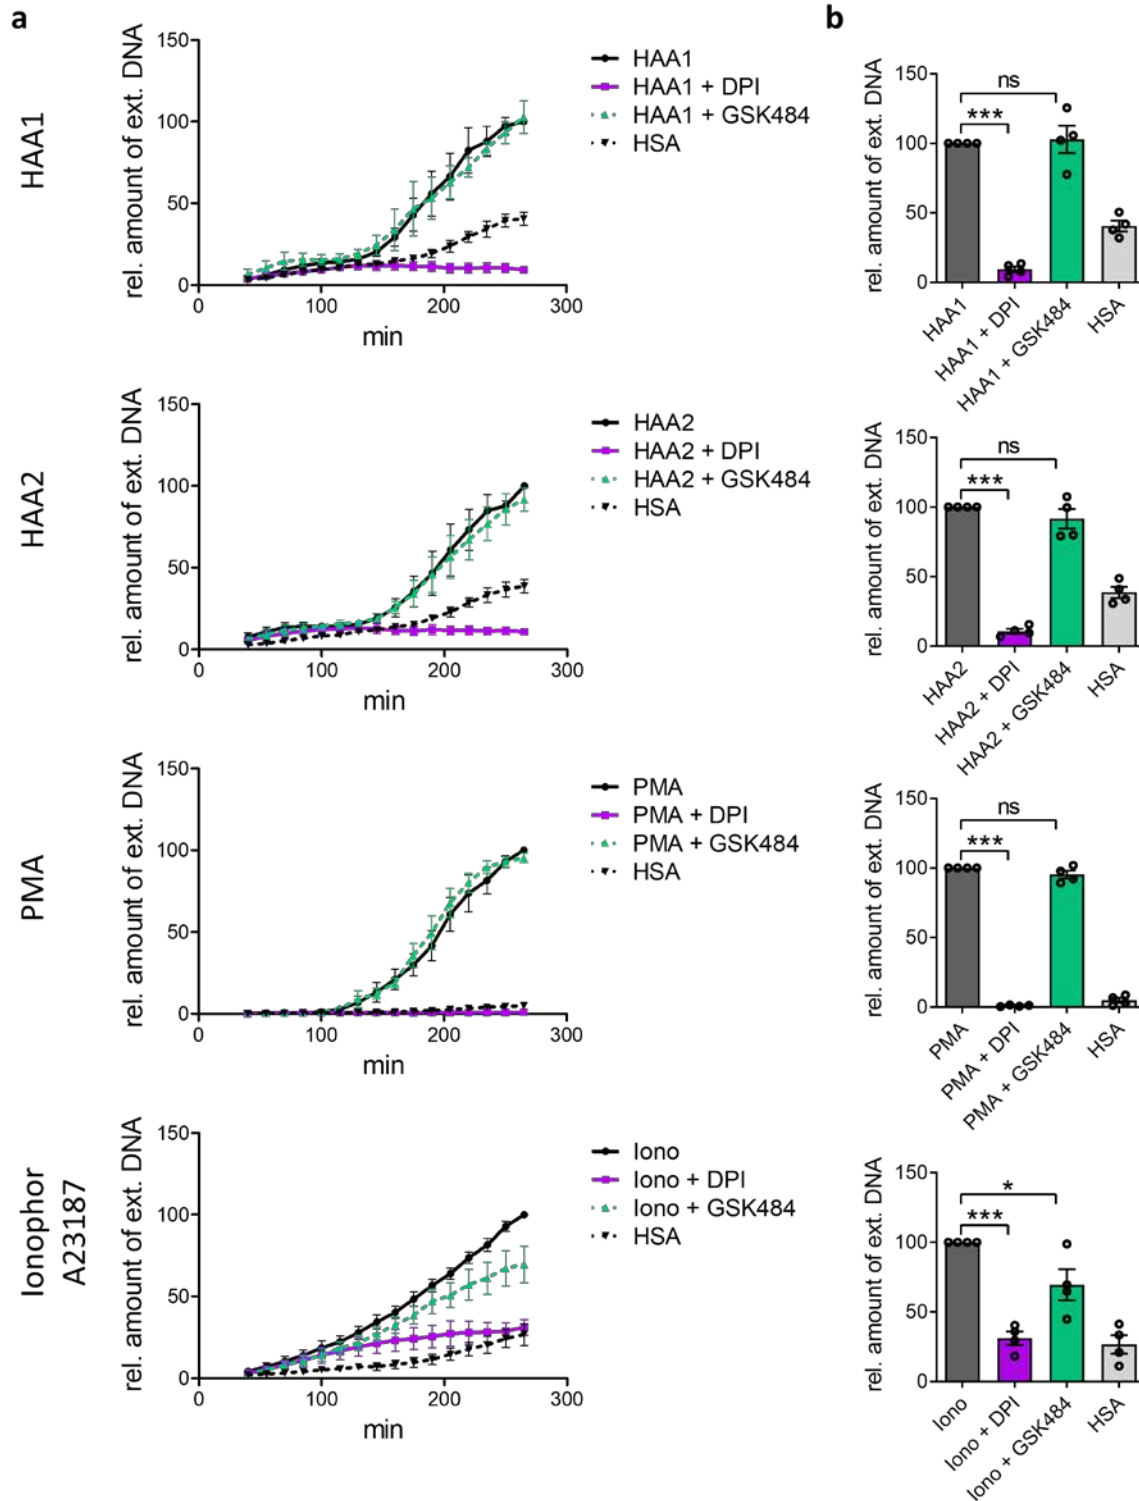 a
HAA1
rel. amount of ext. DNA
150
100
50
0
0
100
200
300
min
HAA1
HAA1 + DPI
HAA1 + GSK484
HSA
b
rel. amount of ext. DNA
150
100
50
0
ns
***
HAA1
HAA1 + DPI
HAA1 + GSK484
HSA
HAA2
rel. amount of ext. DNA
150
100
50
0
0
100
200
300
min
HAA2
HAA2 + DPI
HAA2 + GSK484
HSA
rel. amount of ext. DNA
150
100
50
0
ns
***
HAA2
HAA2 + DPI
HAA2 + GSK484
HSA
PMA
rel. amount of ext. DNA
150
100
50
0
0
100
200
300
min
PMA
PMA + DPI
PMA + GSK484
HSA
rel. amount of ext. DNA
150
100
50
0
ns
***
PMA
PMA + DPI
PMA + GSK484
HSA
Ionophor
A23187
rel. amount of ext. DNA
150
100
50
0
0
100
200
300
min
Iono
Iono + DPI
Iono + GSK484
HSA
rel. amount of ext. DNA
150
100
50
0
*
***
Iono
Iono + DPI
Iono + GSK484
HSA